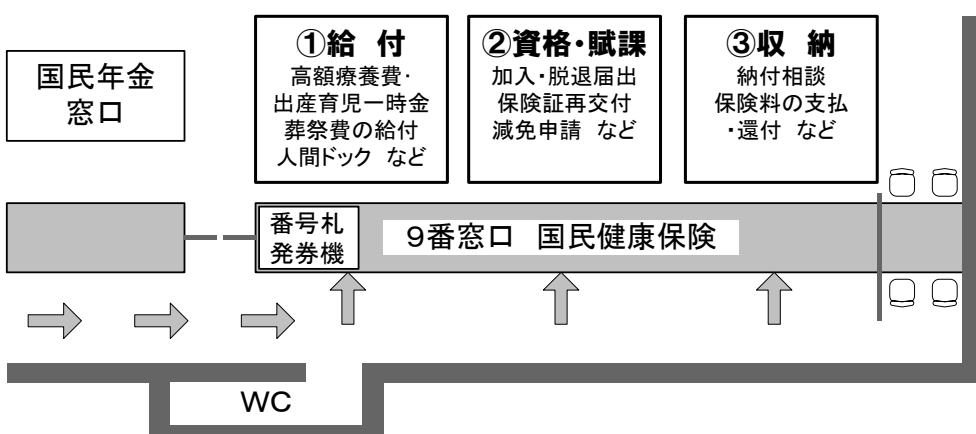 国民年金
窓口
①給　付
高額療養費・
出産育児一時金
葬祭費の給付
人間ドック　など
②資格・賦課
加入・脱退届出
保険証再交付
減免申請　など
③収　納
納付相談
保険料の支払
・還付　など
番号札
発券機
9番窓口　国民健康保険
WC